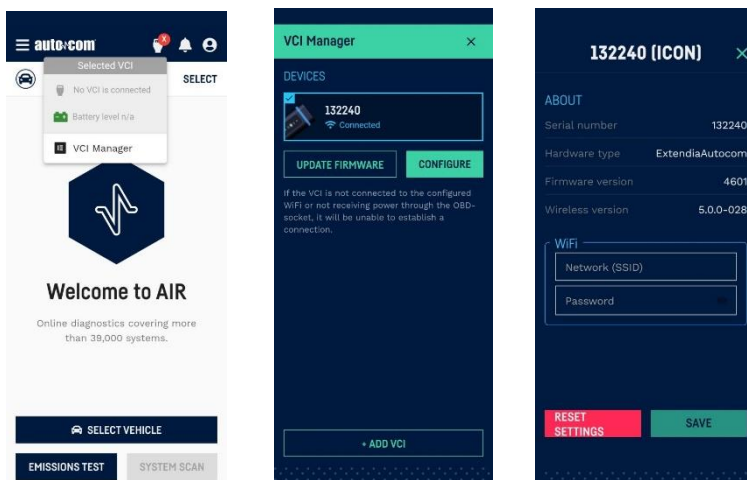 auto:com
x
Selected VCI
SELECT
No VCI is connected
Battery level n/a
VCI Manager
Welcome to AIR
Online diagnostics covering more
than 39,000 systems.
SELECT VEHICLE
EMISSIONS TEST
SYSTEM SCAN
VCI Manager
DEVICES
132240
Connected
UPDATE FIRMWARE
CONFIGURE
If the VCI is not connected to the configured
WiFi or not receiving power through the OBD-
socket, it will be unable to establish a
connection.
+ ADD VCI
132240 (ICON)
ABOUT
Serial number 132240
Hardware type ExtendiaAutocom
Firmware version 4601
Wireless version 5.0.0-028
WiFi
Network (SSID)
Password
RESET
SETTINGS
SAVE